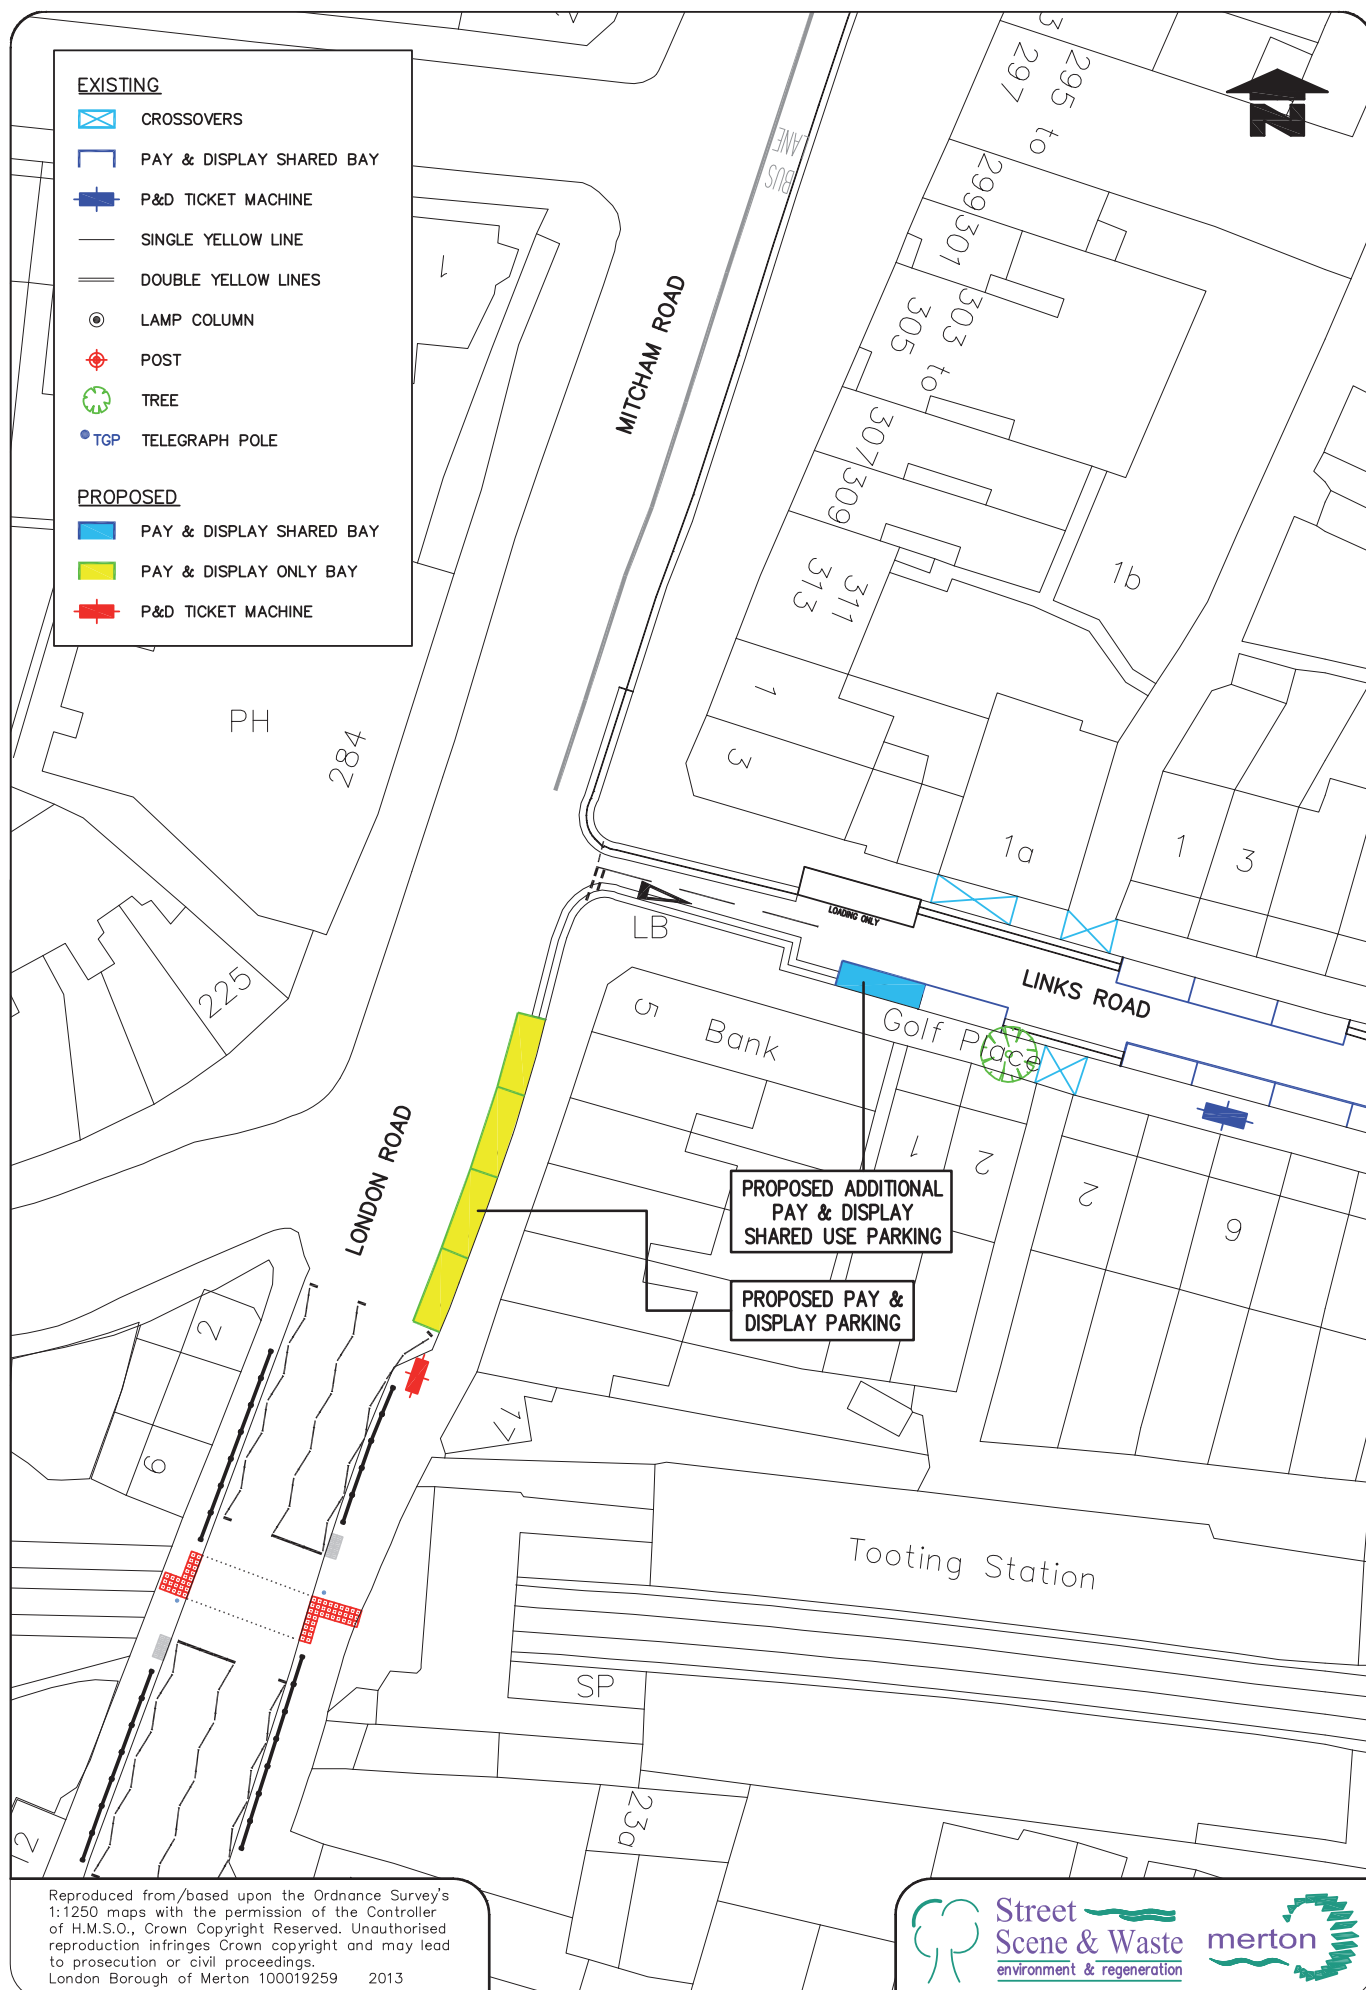 EXISTING
CROSSOVERS
PAY & DISPLAY SHARED BAY
P&D TICKET MACHINE
SINGLE YELLOW LINE
DOUBLE YELLOW LINES
LAMP COLUMN
POST
TREE
TGP TELEGRAPH POLE
PROPOSED
PAY & DISPLAY SHARED BAY
PAY & DISPLAY ONLY BAY
P&D TICKET MACHINE
BUS
LANE
MITCHAM ROAD
3
295 to
297
299
301
303 to
305
307
309
311
313
1
3
1
1b
1a
1
3
PH
284
225
LB
LOADING ONLY
LINKS ROAD
5
Bank
Golf Place
1
2
2
9
LONDON ROAD
PROPOSED ADDITIONAL
PAY & DISPLAY
SHARED USE PARKING
PROPOSED PAY &
DISPLAY PARKING
2
6
17
Tooting Station
SP
23a
12
Reproduced from/based upon the Ordnance Survey's
1:1250 maps with the permission of the Controller
of H.M.S.O., Crown Copyright Reserved. Unauthorised
reproduction infringes Crown copyright and may lead
to prosecution or civil proceedings.
London Borough of Merton 100019259 2013
Street
Scene & Waste
environment & regeneration
merton